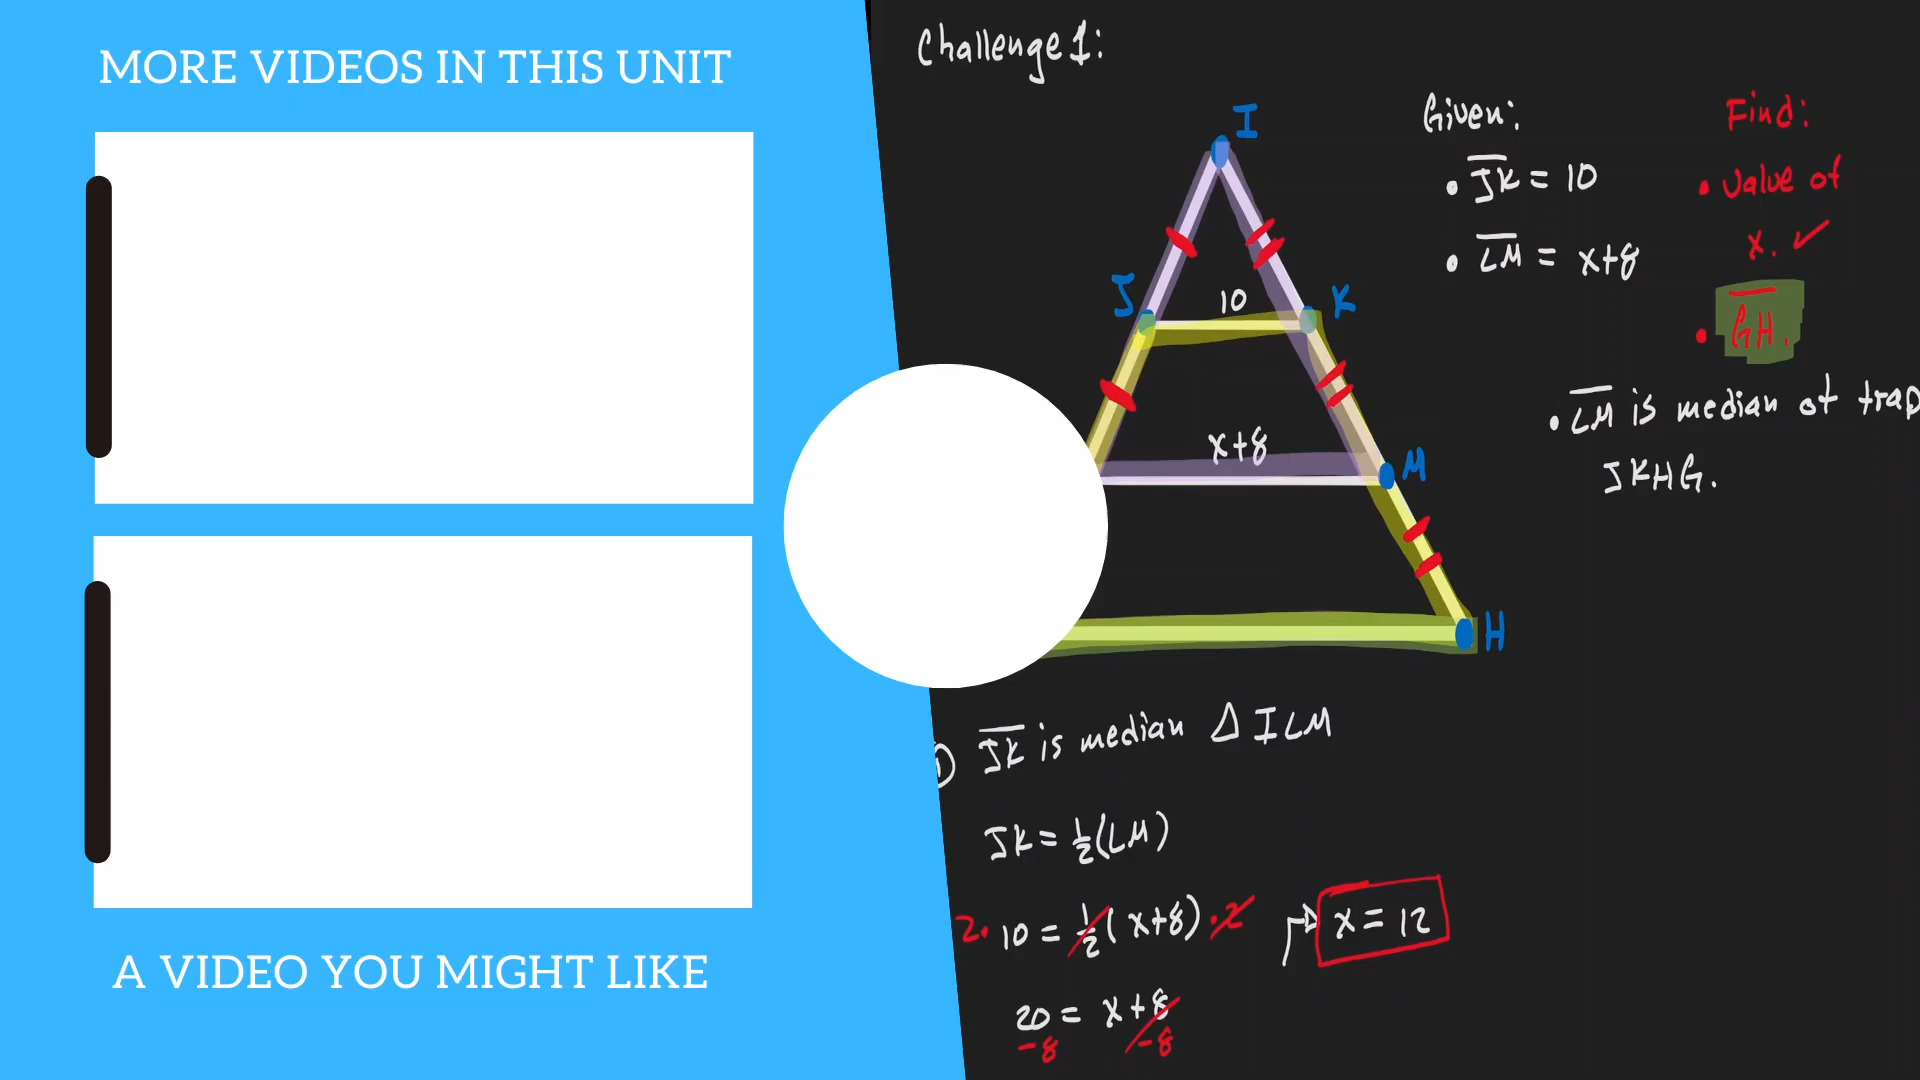 MORE VIDEOS IN THIS UNIT
A VIDEO YOU MIGHT LIKE
Challenge 1:
I
J
K
10
x+8
M
H
Given:
• JK = 10
• LM = x+8
Find:
• value of
x. ✓
• GH.
• LM is median of trap
JKHG.
1) JK is median Δ ILM
JK = 1/2(LM)
2. 10 = 1/2 (x+8) .2
x = 12
20 = x+8
-8 -8